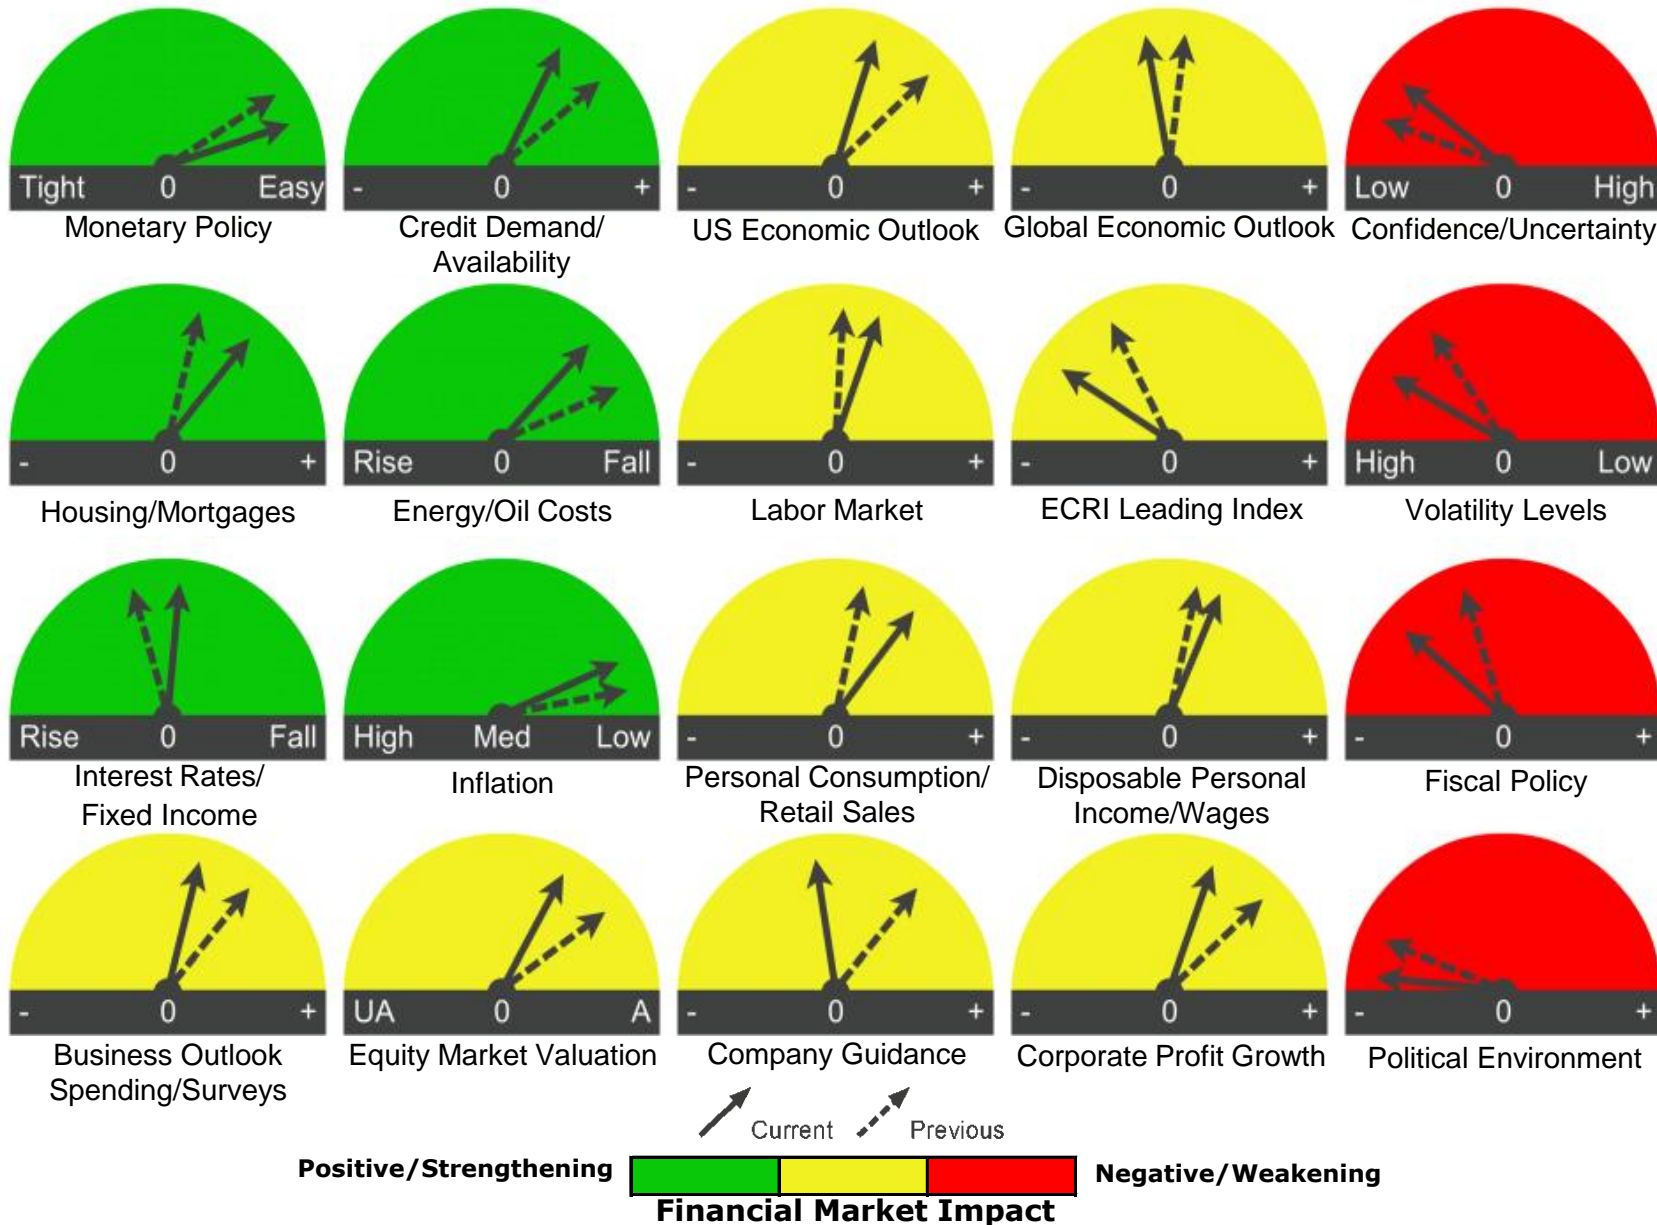 Tight 0 Easy
- 0 +
- 0 +
- 0 +
Low 0 High
Monetary Policy
Credit Demand/
Availability
US Economic Outlook
Global Economic Outlook
Confidence/Uncertainty
- 0 +
Rise 0 Fall
- 0 +
- 0 +
High 0 Low
Housing/Mortgages
Energy/Oil Costs
Labor Market
ECRI Leading Index
Volatility Levels
Rise 0 Fall
High Med Low
- 0 +
- 0 +
- 0 +
Interest Rates/
Fixed Income
Inflation
Personal Consumption/
Retail Sales
Disposable Personal
Income/Wages
Fiscal Policy
- 0 +
UA 0 A
- 0 +
- 0 +
- 0 +
Business Outlook
Spending/Surveys
Equity Market Valuation
Company Guidance
Corporate Profit Growth
Political Environment
Current Previous
Positive/Strengthening Negative/Weakening
Financial Market Impact